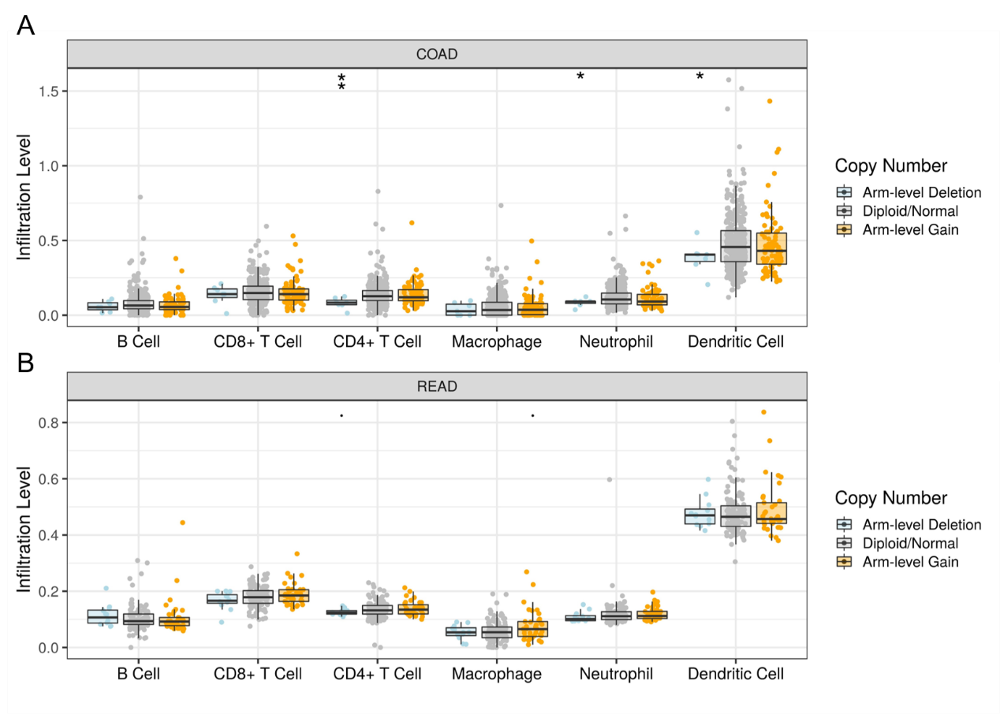 A
COAD
* * * *
1.5
1.0
0.5
0.0
Infiltration Level
B Cell CD8+ T Cell CD4+ T Cell Macrophage Neutrophil Dendritic Cell
Copy Number
Arm-level Deletion
Diploid/Normal
Arm-level Gain
B
READ
. .
0.8
0.6
0.4
0.2
0.0
Infiltration Level
B Cell CD8+ T Cell CD4+ T Cell Macrophage Neutrophil Dendritic Cell
Copy Number
Arm-level Deletion
Diploid/Normal
Arm-level Gain